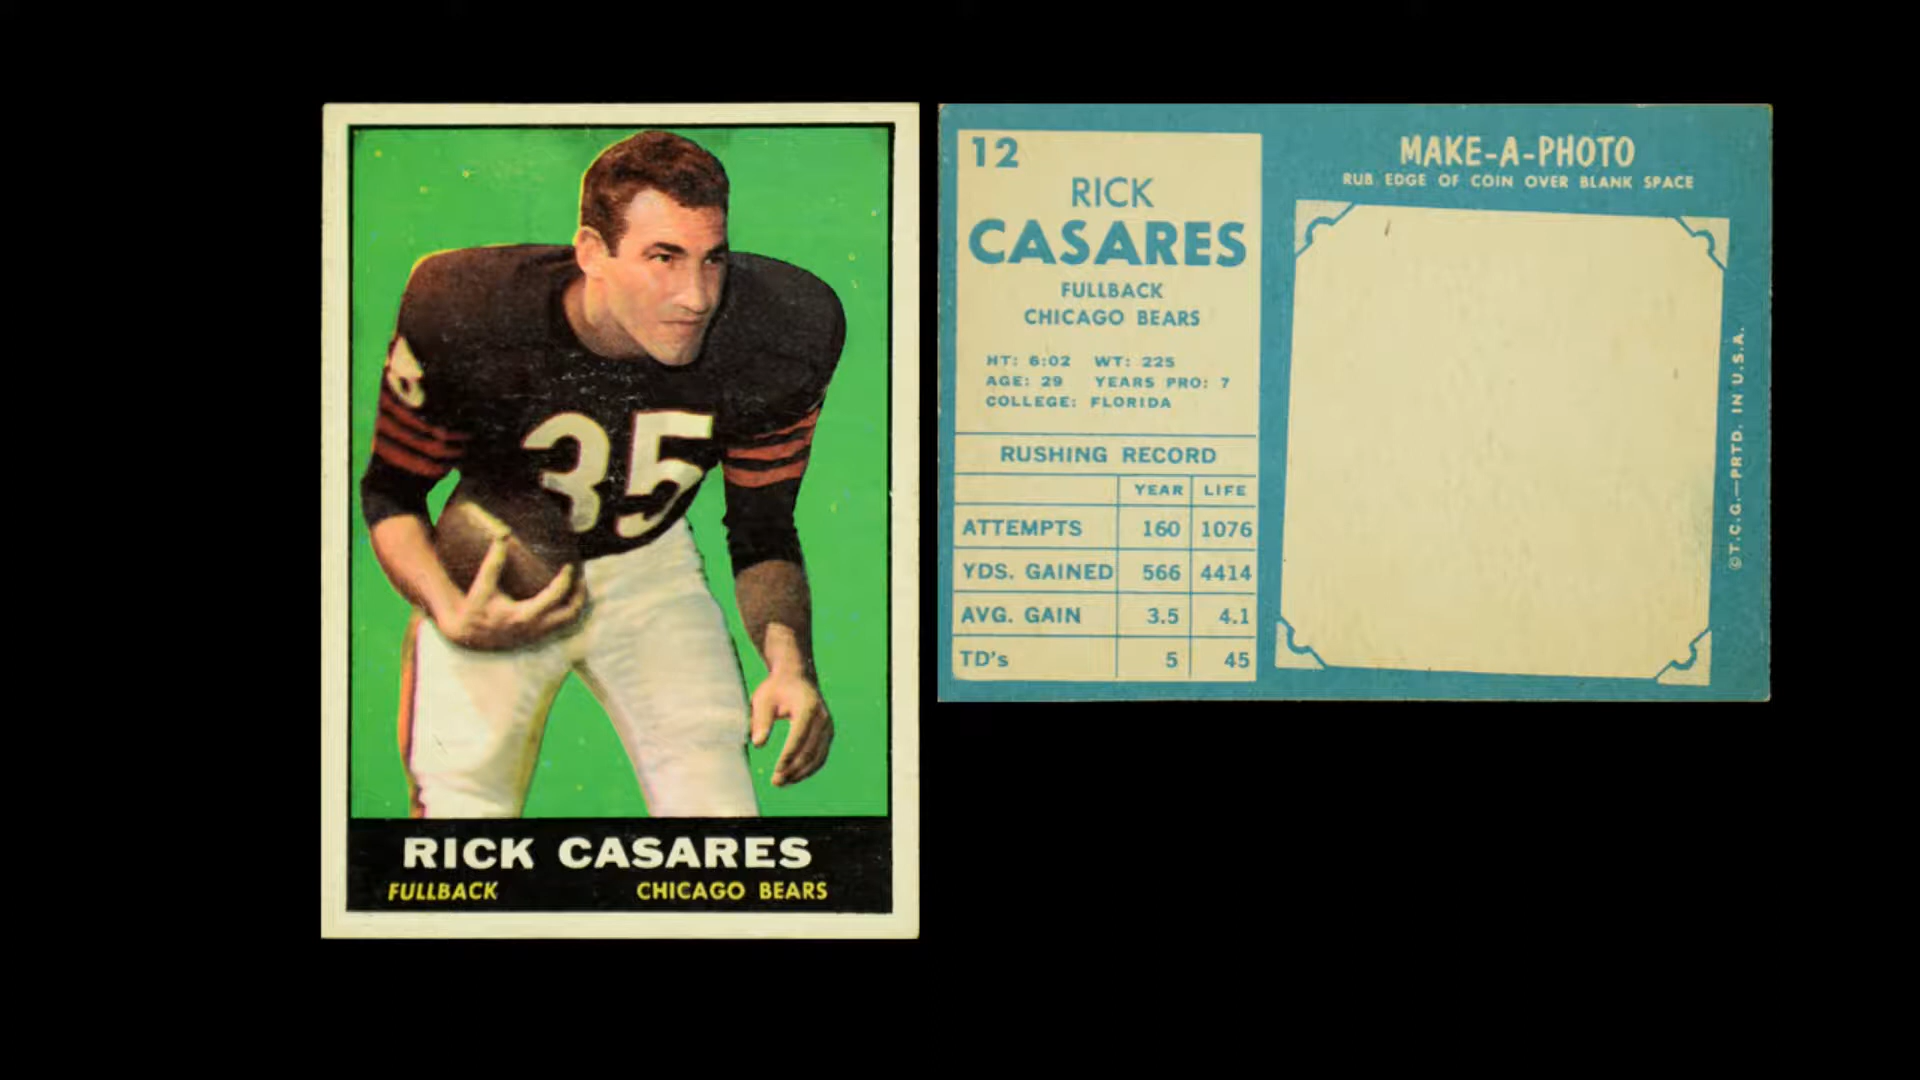 35
RICK CASARES
FULLBACK CHICAGO BEARS
12
RICK
CASARES
FULLBACK
CHICAGO BEARS
HT: 6:02 WT: 225
AGE: 29 YEARS PRO: 7
COLLEGE: FLORIDA
RUSHING RECORD
YEAR LIFE
ATTEMPTS 160 1076
YDS. GAINED 566 4414
AVG. GAIN 3.5 4.1
TD's 5 45
MAKE-A-PHOTO
RUB EDGE OF COIN OVER BLANK SPACE
©T.C.G.—PRTD. IN U.S.A.